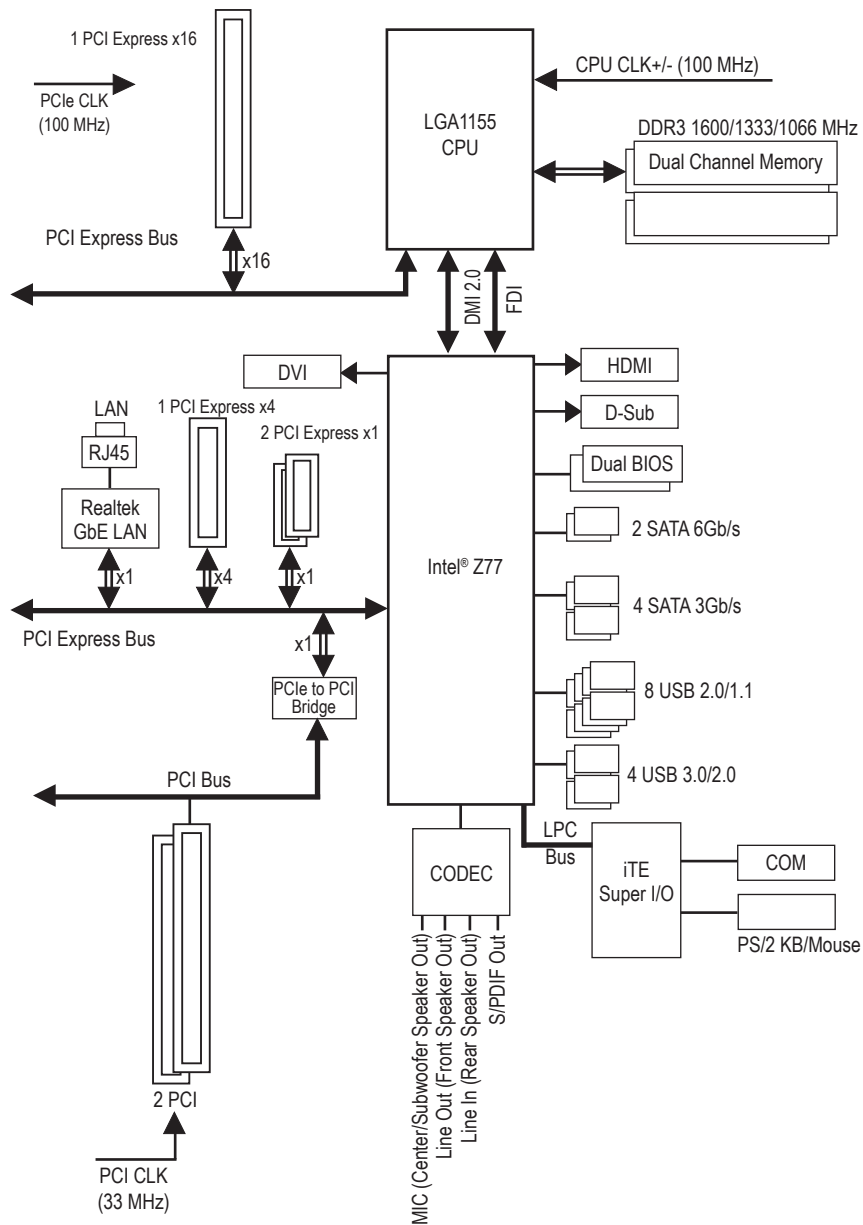 1 PCI Express x16
CPU CLK+/- (100 MHz)
PCIe CLK
(100 MHz)
LGA1155
CPU
DDR3 1600/1333/1066 MHz
Dual Channel Memory
PCI Express Bus
x16
DMI 2.0
FDI
DVI
HDMI
LAN
1 PCI Express x4
D-Sub
RJ45
2 PCI Express x1
Dual BIOS
Realtek
GbE LAN
2 SATA 6Gb/s
Intel® Z77
x1
x4
x1
4 SATA 3Gb/s
PCI Express Bus
x1
PCIe to PCI
Bridge
8 USB 2.0/1.1
PCI Bus
4 USB 3.0/2.0
LPC
Bus
CODEC
iTE
Super I/O
COM
PS/2 KB/Mouse
MIC (Center/Subwoofer Speaker Out)
Line Out (Front Speaker Out)
Line In (Rear Speaker Out)
S/PDIF Out
2 PCI
PCI CLK
(33 MHz)